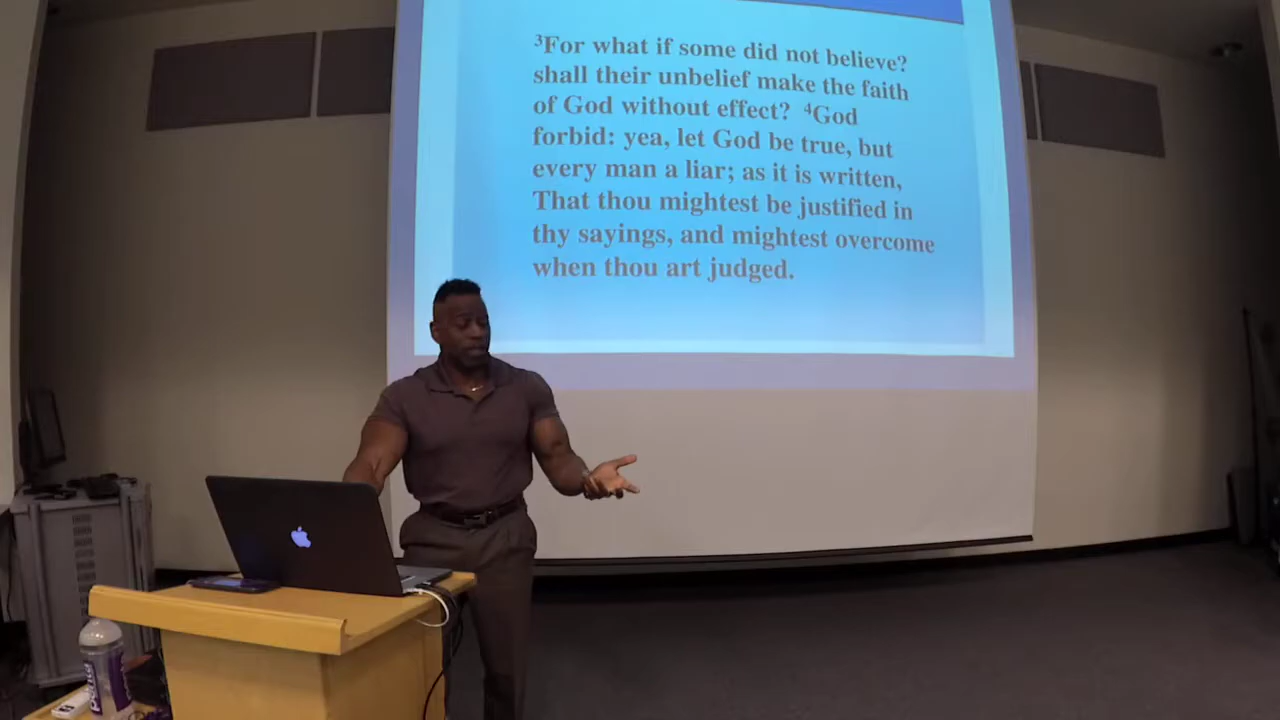 ³For what if some did not believe?
shall their unbelief make the faith
of God without effect? ⁴God
forbid: yea, let God be true, but
every man a liar; as it is written,
That thou mightest be justified in
thy sayings, and mightest overcome
when thou art judged.